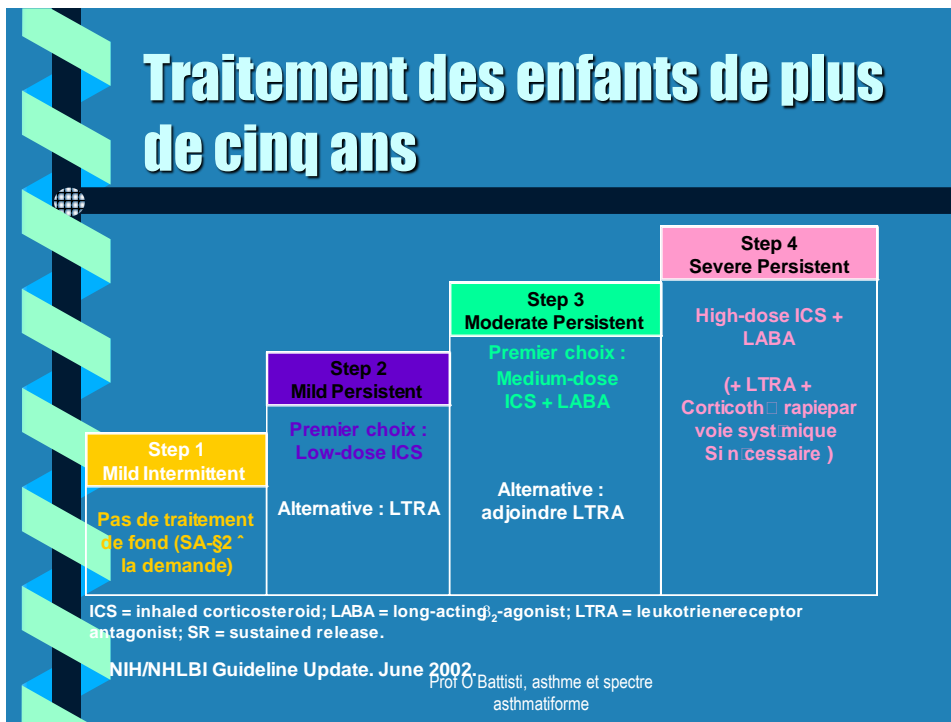 Traitement des enfants de plus
de cinq ans
Step 1
Mild Intermittent
Pas de traitement
de fond (SA-§2 ˆ
la demande)
Step 2
Mild Persistent
Premier choix :
Low-dose ICS
Alternative : LTRA
Step 3
Moderate Persistent
Premier choix :
Medium-dose
ICS + LABA
Alternative :
adjoindre LTRA
Step 4
Severe Persistent
High-dose ICS +
LABA
(+ LTRA +
Corticoth□ rapiepar
voie syst□mique
Si n□cessaire )
ICS = inhaled corticosteroid; LABA = long-acting β₂-agonist; LTRA = leukotrienereceptor
antagonist; SR = sustained release.
NIH/NHLBI Guideline Update. June 2002.
Prof O Battisti, asthme et spectre
asthmatiforme